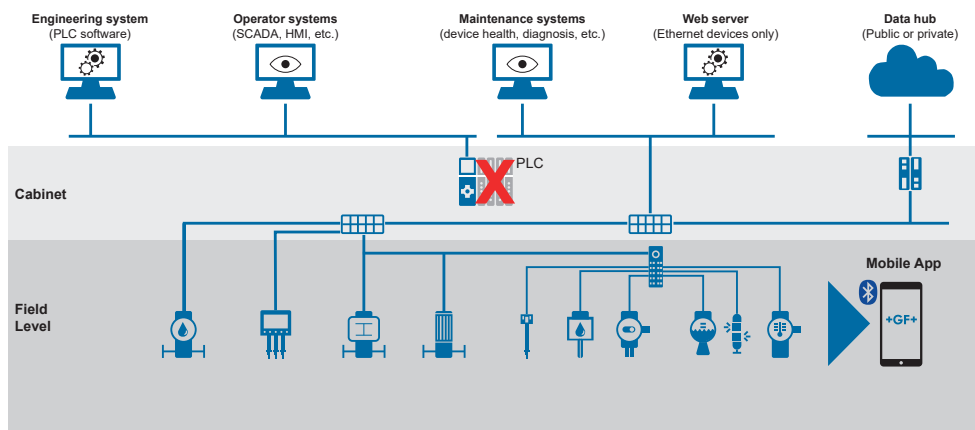 Engineering system
(PLC software)
Operator systems
(SCADA, HMI, etc.)
Maintenance systems
(device health, diagnosis, etc.)
Web server
(Ethernet devices only)
Data hub
(Public or private)
PLC
X
Cabinet
Field
Level
Mobile App
+GF+